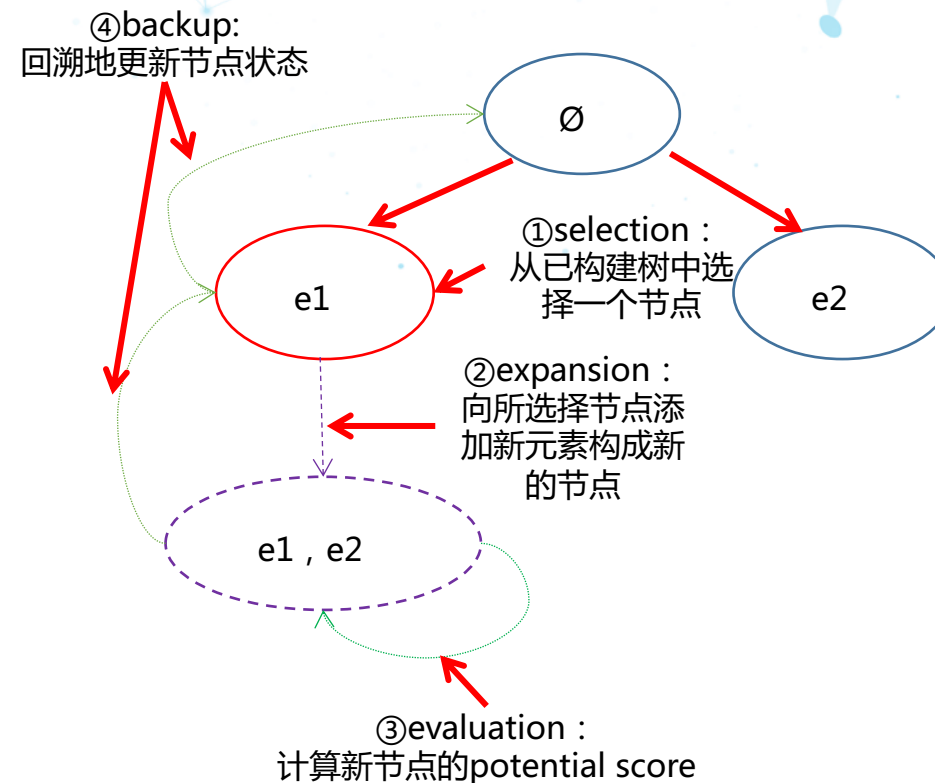 ④backup:
回溯地更新节点状态
Ø
①selection：
从已构建树中选
择一个节点
e1
e2
②expansion：
向所选择节点添
加新元素构成新
的节点
e1，e2
③evaluation：
计算新节点的potential score